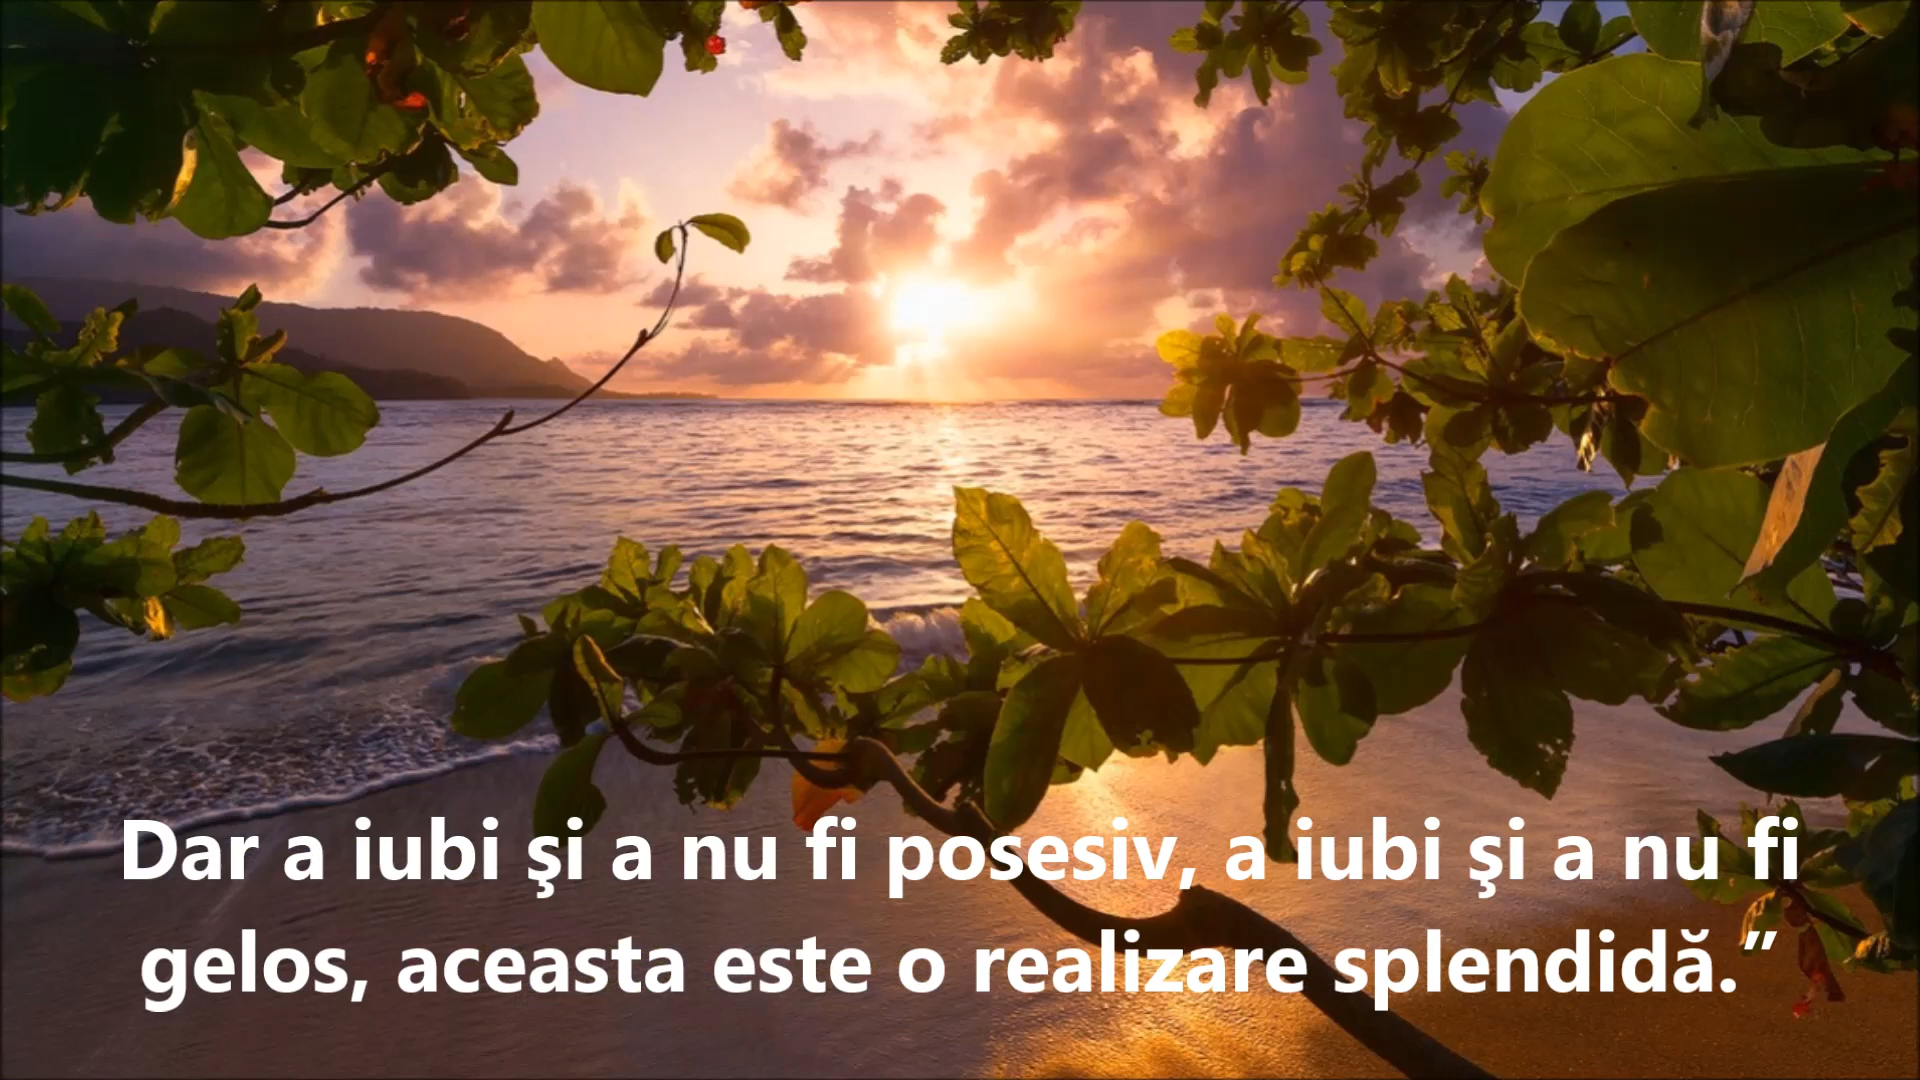 Dar a iubi şi a nu fi posesiv, a iubi şi a nu fi
gelos, aceasta este o realizare splendidă.”